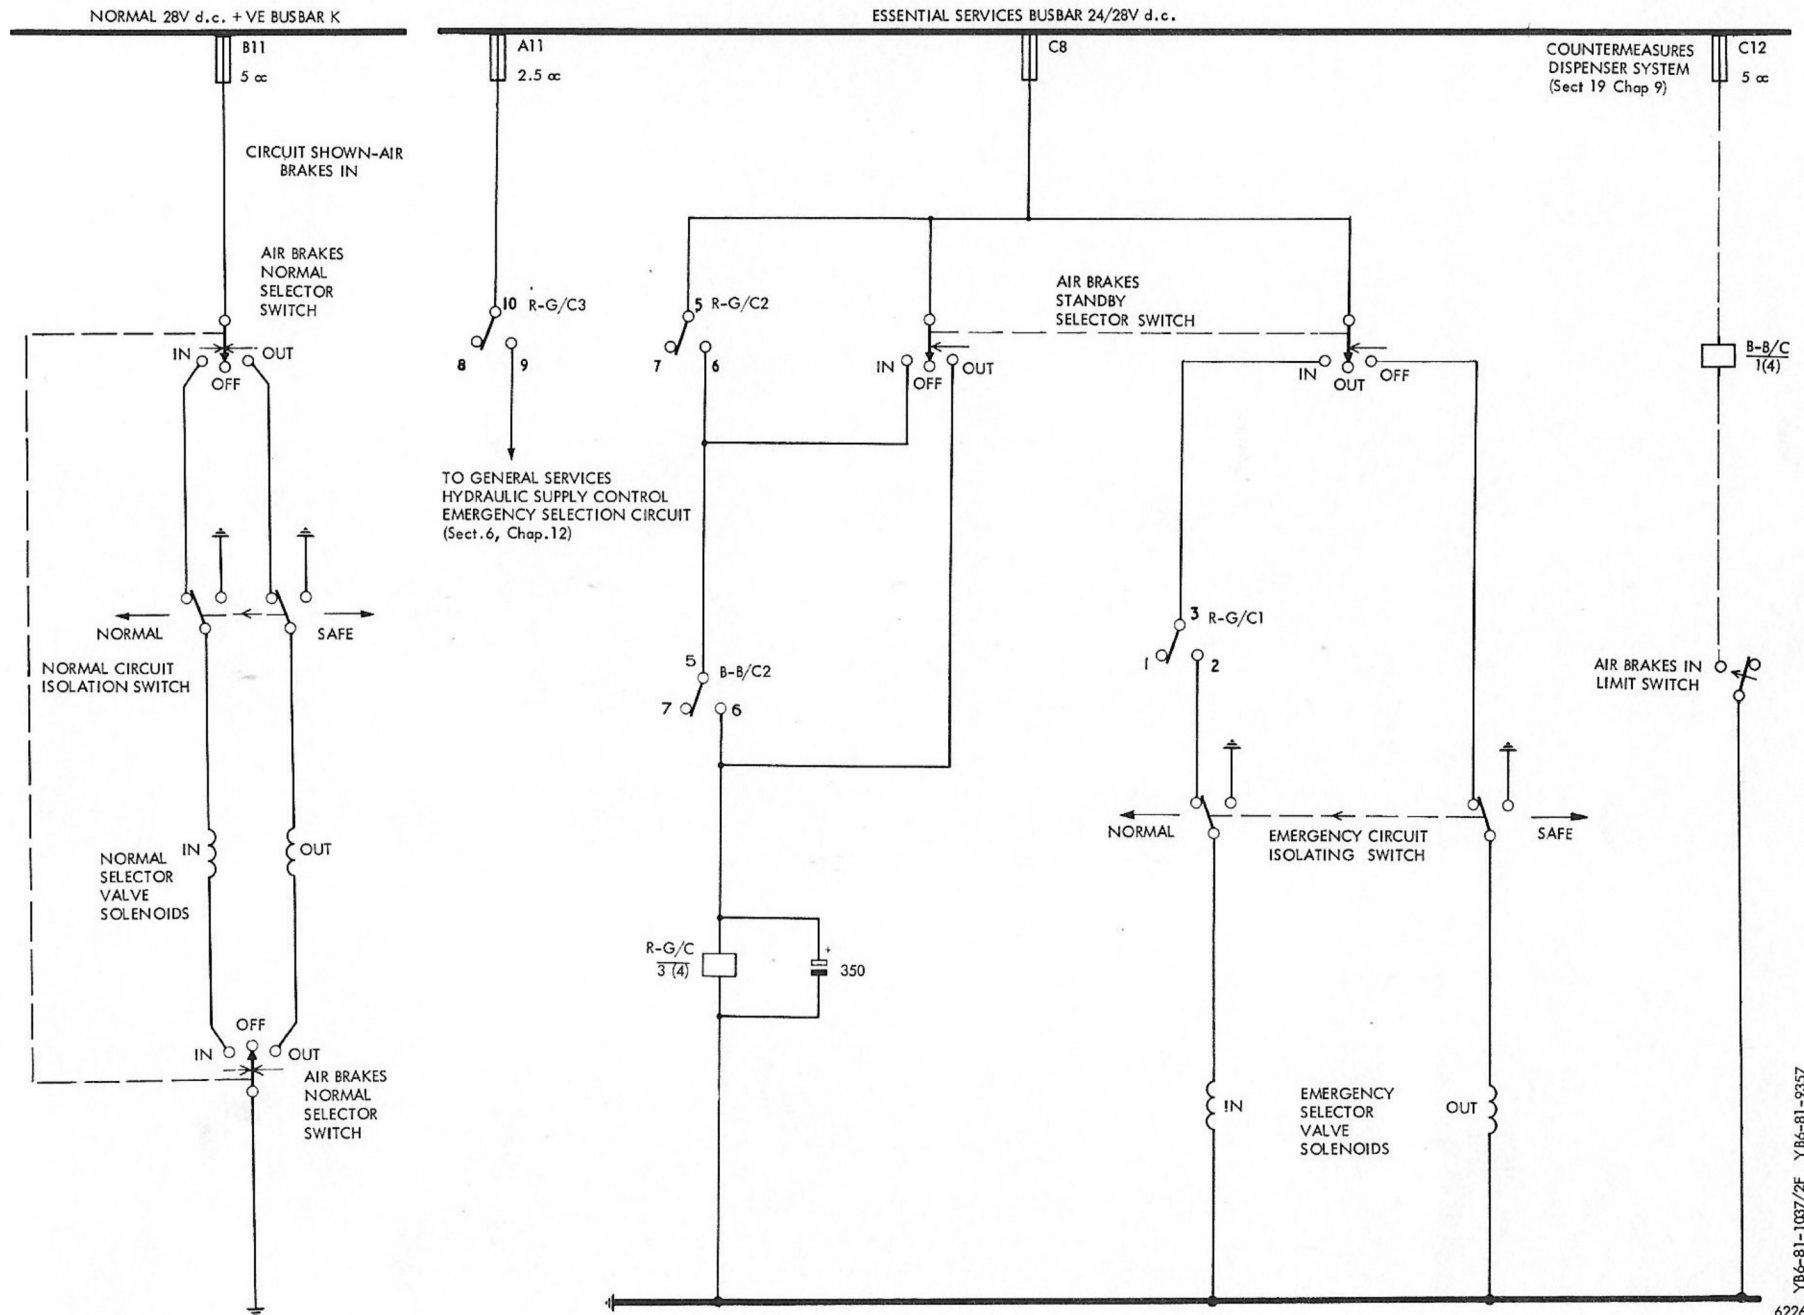 NORMAL 28V d.c. + VE BUSBAR K
ESSENTIAL SERVICES BUSBAR 24/28V d.c.
B11
5 ∝
A11
2.5 ∝
C8
COUNTERMEASURES
DISPENSER SYSTEM
(Sect 19 Chap 9)
C12
5 ∝
CIRCUIT SHOWN-AIR
BRAKES IN
AIR BRAKES
NORMAL
SELECTOR
SWITCH
IN
OUT
OFF
10 R-G/C3
8
9
TO GENERAL SERVICES
HYDRAULIC SUPPLY CONTROL
EMERGENCY SELECTION CIRCUIT
(Sect.6, Chap.12)
5 R-G/C2
7
6
AIR BRAKES
STANDBY
SELECTOR SWITCH
IN
OFF
OUT
IN
OUT
OFF
B-B/C
1(4)
NORMAL
SAFE
NORMAL CIRCUIT
ISOLATION SWITCH
5
B-B/C2
7
6
3 R-G/C1
1
2
AIR BRAKES IN
LIMIT SWITCH
NORMAL
EMERGENCY CIRCUIT
ISOLATING SWITCH
SAFE
NORMAL
SELECTOR
VALVE
SOLENOIDS
IN
OUT
R-G/C
3 (4)
+
350
OFF
IN
OUT
AIR BRAKES
NORMAL
SELECTOR
SWITCH
IN
EMERGENCY
SELECTOR
VALVE
SOLENOIDS
OUT
YB6-81-1037/2F YB6-81-9357
6224